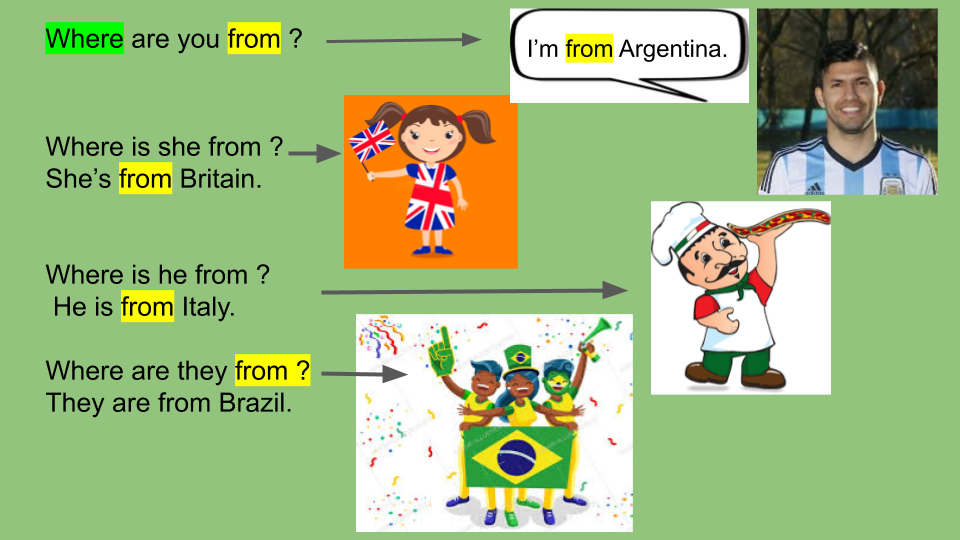 Where are you from ?
I'm from Argentina.
Where is she from ?
She's from Britain.
Where is he from ?
He is from Italy.
Where are they from ?
They are from Brazil.
adidas